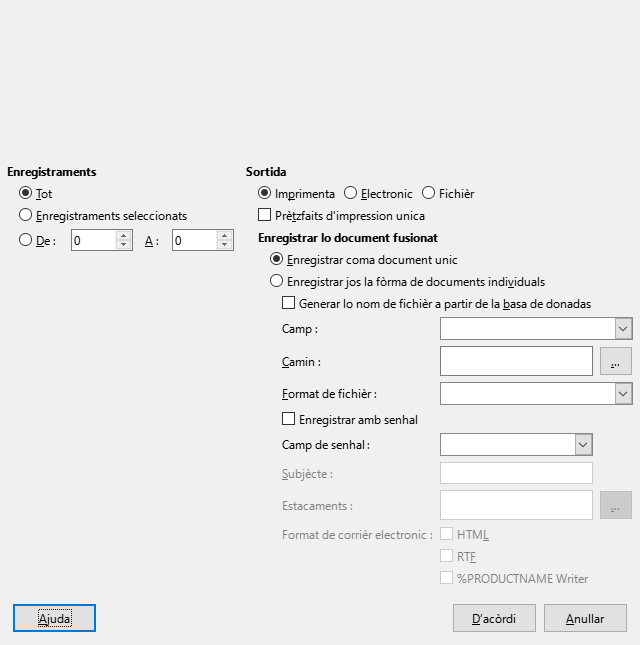 Enregistraments
Tot
Enregistraments seleccionats
De : 0 A : 0
Sortida
Imprimenta Electronic Fichièr
Prètzfaits d'impression unica
Enregistrar lo document fusionat
Enregistrar coma document unic
Enregistrar jos la fòrma de documents individuals
Generar lo nom de fichièr a partir de la basa de donadas
Camp :
Camin : ...
Format de fichièr :
Enregistrar amb senhal
Camp de senhal :
Subjècte :
Estacaments : ...
Format de corrièr electronic : HTML
RTF
%PRODUCTNAME Writer
Ajuda D'acòrdi Anullar